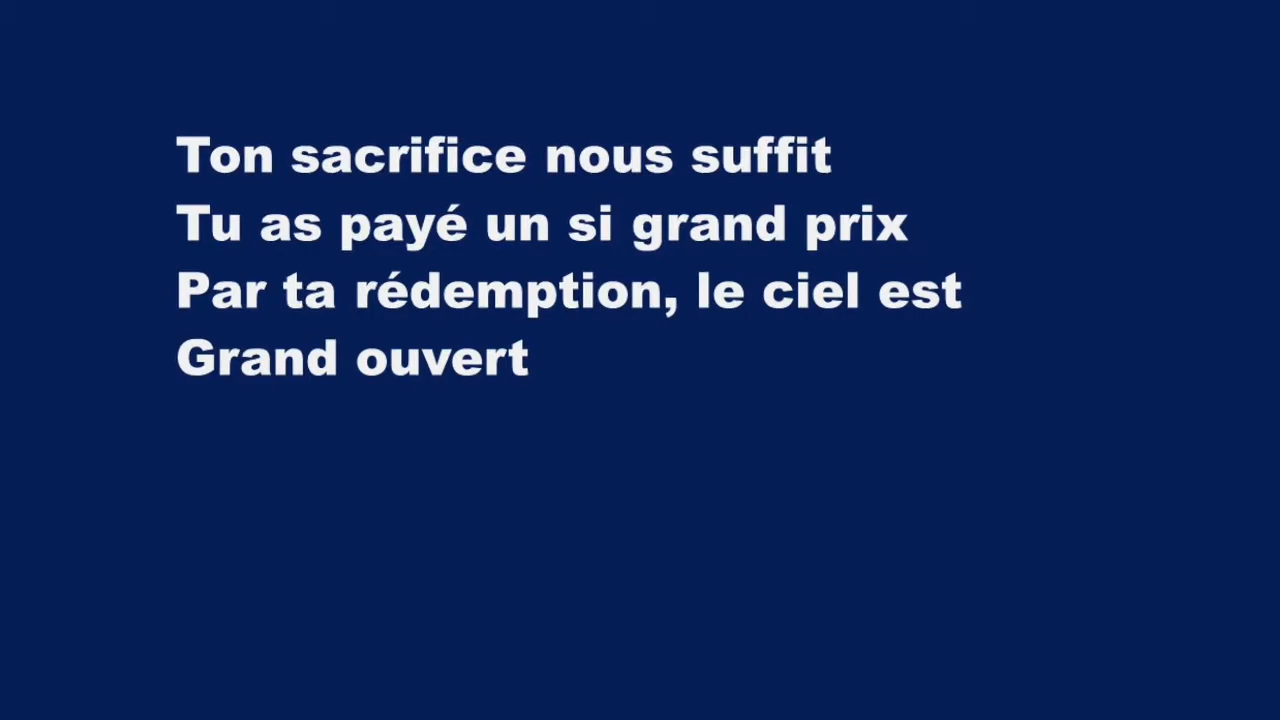 Ton sacrifice nous suffit
Tu as payé un si grand prix
Par ta rédemption, le ciel est
Grand ouvert